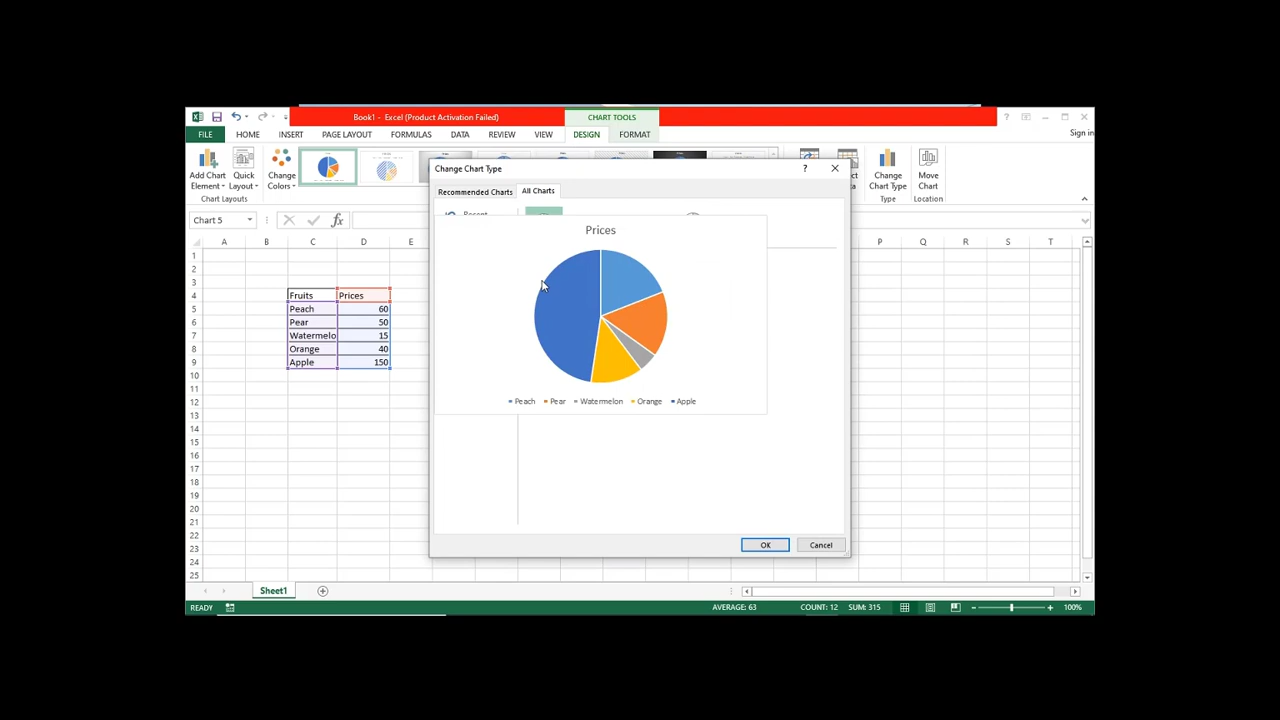 Book1 - Excel (Product Activation Failed)
CHART TOOLS
?
FILE HOME INSERT PAGE LAYOUT FORMULAS DATA REVIEW VIEW DESIGN FORMAT
Sign in
Add Chart Element
Quick Layout
Change Colors
Change Chart Type
Move Chart
Chart Layouts
Type
Location
Change Chart Type
?
Recommended Charts All Charts
Chart 5
fx
A B C D E P Q R S T
Prices
1
2
3
4 Fruits Prices
5 Peach 60
6 Pear 50
7 Watermelo 15
8 Orange 40
9 Apple 150
10
11
12
13
14
15
16
17
18
19
20
21
22
23
24
25
Peach Pear Watermelon Orange Apple
OK Cancel
Sheet1
READY
AVERAGE: 63 COUNT: 12 SUM: 315
100%